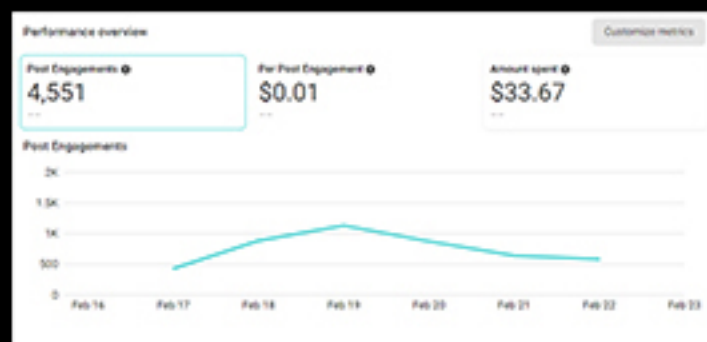 Performance overview
Customize metrics
Post Engagements
Per Post Engagement
Amount spent
4,551
$0.01
$33.67
--
--
--
Post Engagements
2K
1.5K
1K
500
0
Feb 16
Feb 17
Feb 18
Feb 19
Feb 20
Feb 21
Feb 22
Feb 23